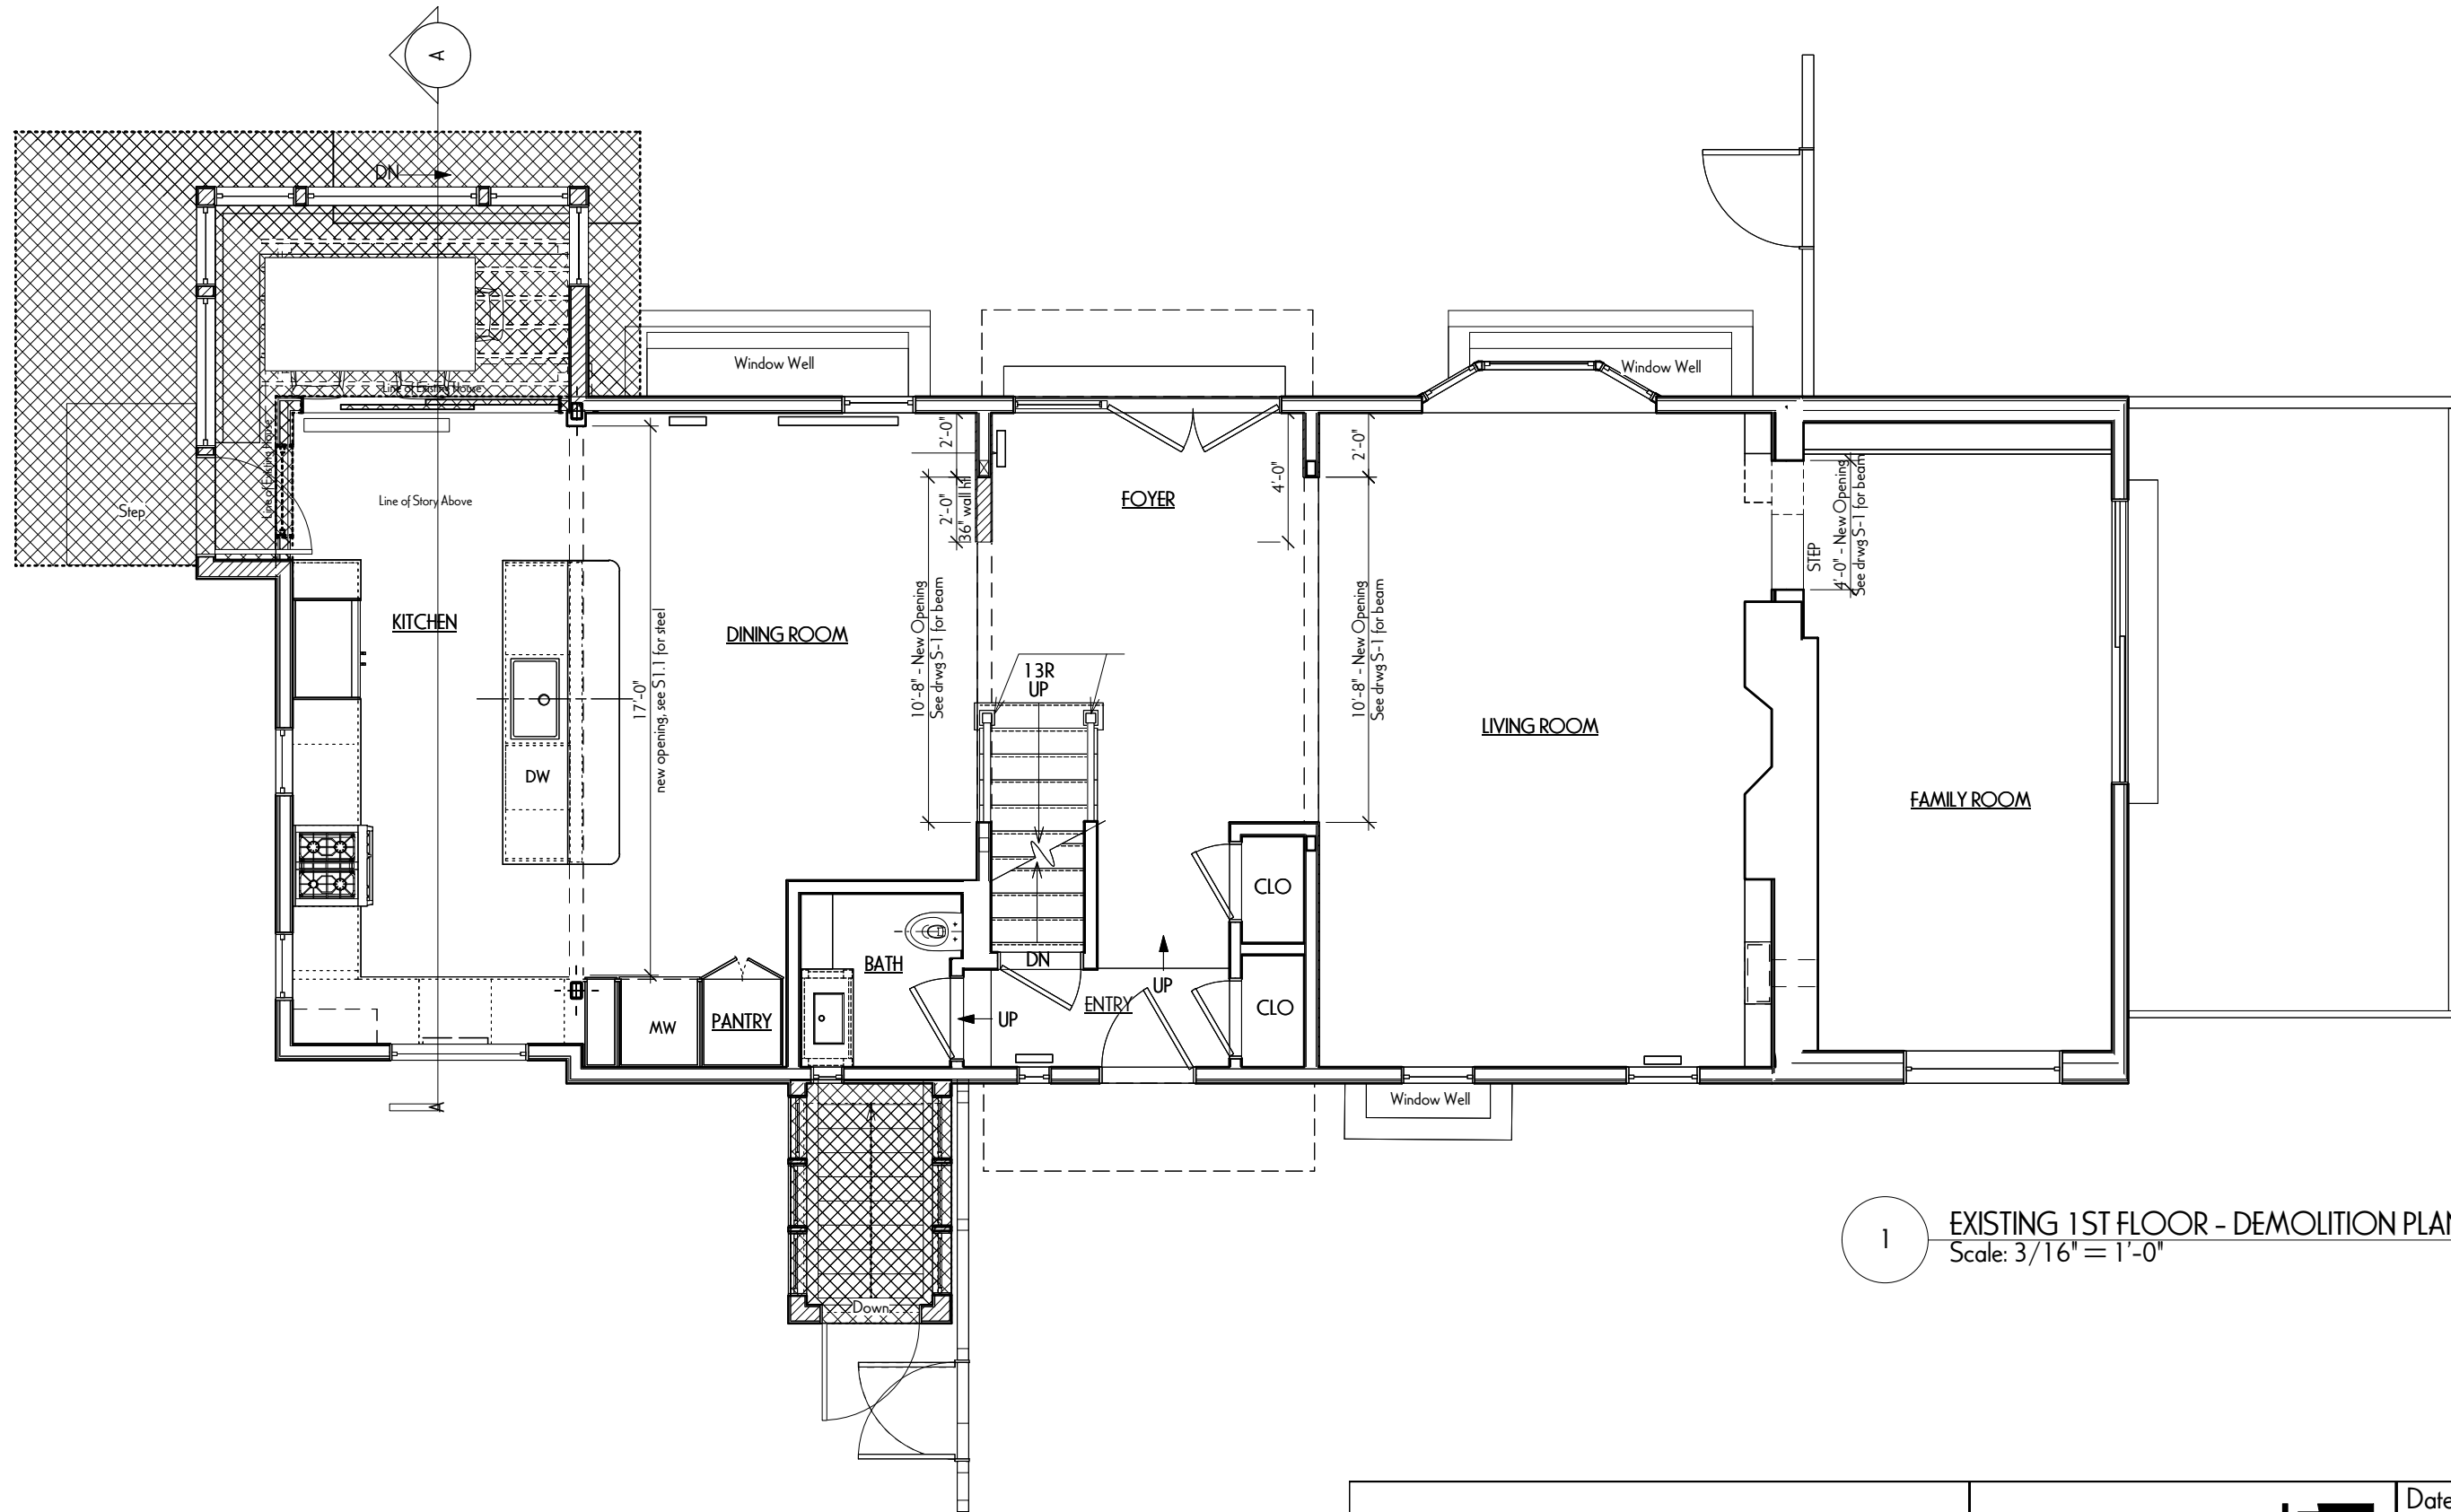 A
DN
Window Well
Window Well
Line of Existing House
Line of Existing House
Step
Line of Story Above
2'-0"
2'-0"
36" wall ht
4'-0"
2'-0"
FOYER
STEP
4'-0" - New Opening
See drwg S-1 for beam
KITCHEN
DINING ROOM
17'-0"
new opening, see S1.1 for steel
10'-8" - New Opening
See drwg S-1 for beam
10'-8" - New Opening
See drwg S-1 for beam
13R
UP
LIVING ROOM
DW
FAMILY ROOM
CLO
BATH
DN
UP
ENTRY
CLO
UP
MW
PANTRY
Window Well
A
Down
1
EXISTING 1ST FLOOR - DEMOLITION PLAN
Scale: 3/16" = 1'-0"
Date